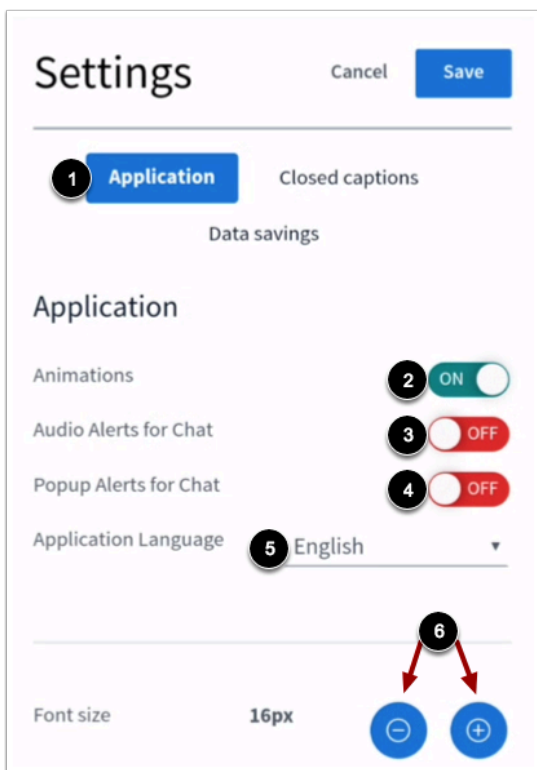 Settings Cancel Save
1 Application Closed captions
Data savings
Application
Animations 2 ON
Audio Alerts for Chat 3 OFF
Popup Alerts for Chat 4 OFF
Application Language 5 English
6
Font size 16px